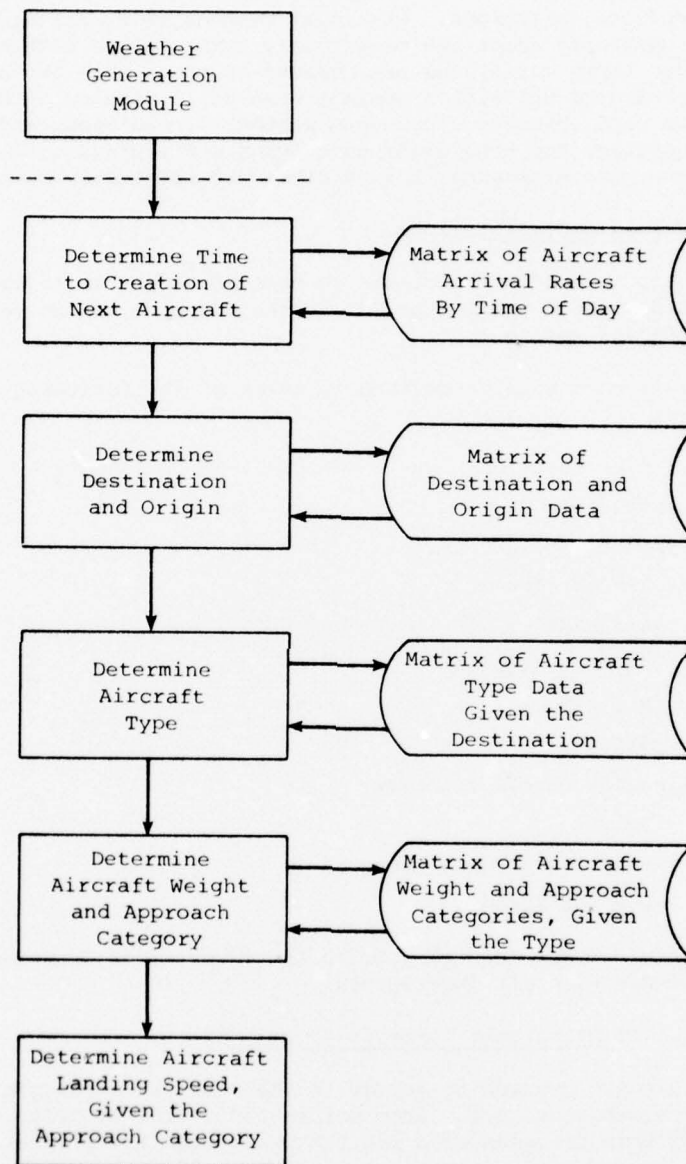 Weather
Generation
Module
Determine Time
to Creation of
Next Aircraft
Matrix of Aircraft
Arrival Rates
By Time of Day
Determine
Destination
and Origin
Matrix of
Destination and
Origin Data
Determine
Aircraft
Type
Matrix of Aircraft
Type Data
Given the
Destination
Determine
Aircraft Weight
and Approach
Category
Matrix of Aircraft
Weight and Approach
Categories, Given
the Type
Determine Aircraft
Landing Speed,
Given the
Approach Category